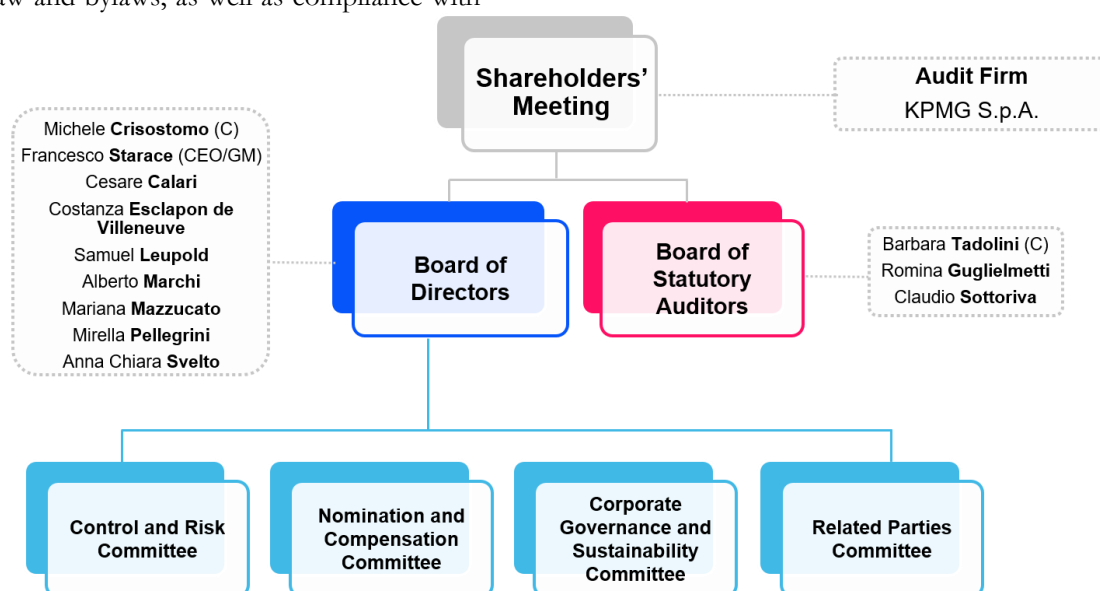 aw and bylaws, as well as compliance with
Shareholders’
Meeting
Audit Firm
KPMG S.p.A.
Michele Crisostomo (C)
Francesco Starace (CEO/GM)
Cesare Calari
Costanza Esclapon de
Villeneuve
Samuel Leupold
Alberto Marchi
Mariana Mazzucato
Mirella Pellegrini
Anna Chiara Svelto
Board of
Directors
Board of
Statutory
Auditors
Barbara Tadolini (C)
Romina Guglielmetti
Claudio Sottoriva
Control and Risk
Committee
Nomination and
Compensation
Committee
Corporate
Governance and
Sustainability
Committee
Related Parties
Committee